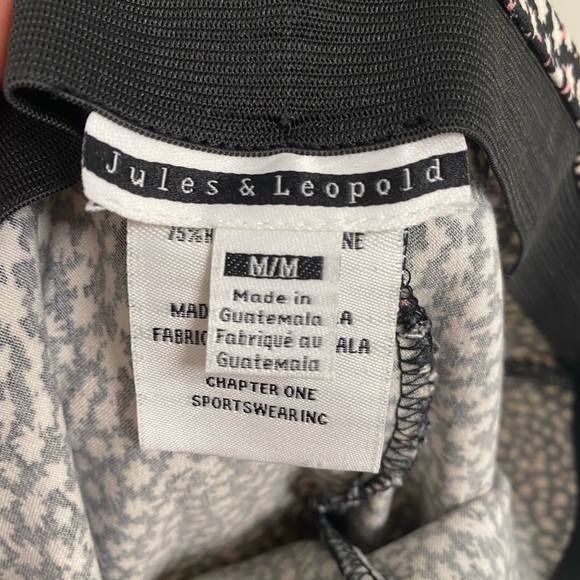 Jules & Leopold
M/M
Made in
Guatemala
Fabriqué au
Guatemala
CHAPTER ONE
SPORTSWEAR INC